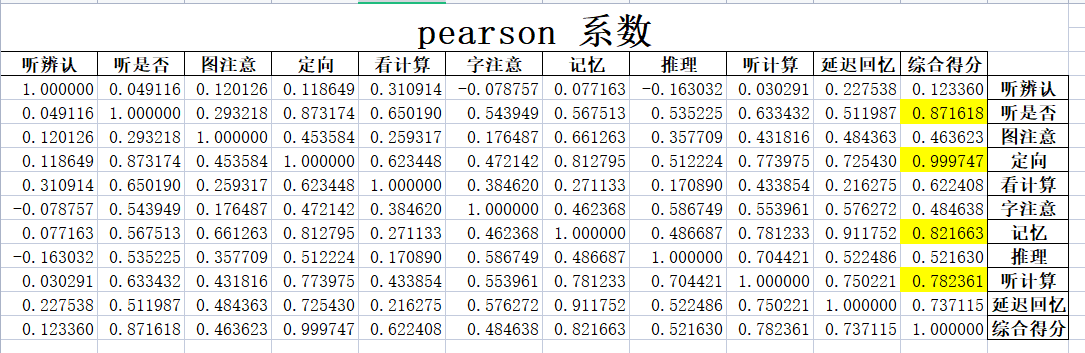 pearson 系数
听辨认 听是否 图注意 定向 看计算 字注意 记忆 推理 听计算 延迟回忆 综合得分
1.000000 0.049116 0.120126 0.118649 0.310914 -0.078757 0.077163 -0.163032 0.030291 0.227538 0.123360 听辨认
0.049116 1.000000 0.293218 0.873174 0.650190 0.543949 0.567513 0.535225 0.633432 0.511987 0.871618 听是否
0.120126 0.293218 1.000000 0.453584 0.259317 0.176487 0.661263 0.357709 0.431816 0.484363 0.463623 图注意
0.118649 0.873174 0.453584 1.000000 0.623448 0.472142 0.812795 0.512224 0.773975 0.725430 0.999747 定向
0.310914 0.650190 0.259317 0.623448 1.000000 0.384620 0.271133 0.170890 0.433854 0.216275 0.622408 看计算
-0.078757 0.543949 0.176487 0.472142 0.384620 1.000000 0.462368 0.586749 0.553961 0.576272 0.484638 字注意
0.077163 0.567513 0.661263 0.812795 0.271133 0.462368 1.000000 0.486687 0.781233 0.911752 0.821663 记忆
-0.163032 0.535225 0.357709 0.512224 0.170890 0.586749 0.486687 1.000000 0.704421 0.522486 0.521630 推理
0.030291 0.633432 0.431816 0.773975 0.433854 0.553961 0.781233 0.704421 1.000000 0.750221 0.782361 听计算
0.227538 0.511987 0.484363 0.725430 0.216275 0.576272 0.911752 0.522486 0.750221 1.000000 0.737115 延迟回忆
0.123360 0.871618 0.463623 0.999747 0.622408 0.484638 0.821663 0.521630 0.782361 0.737115 1.000000 综合得分